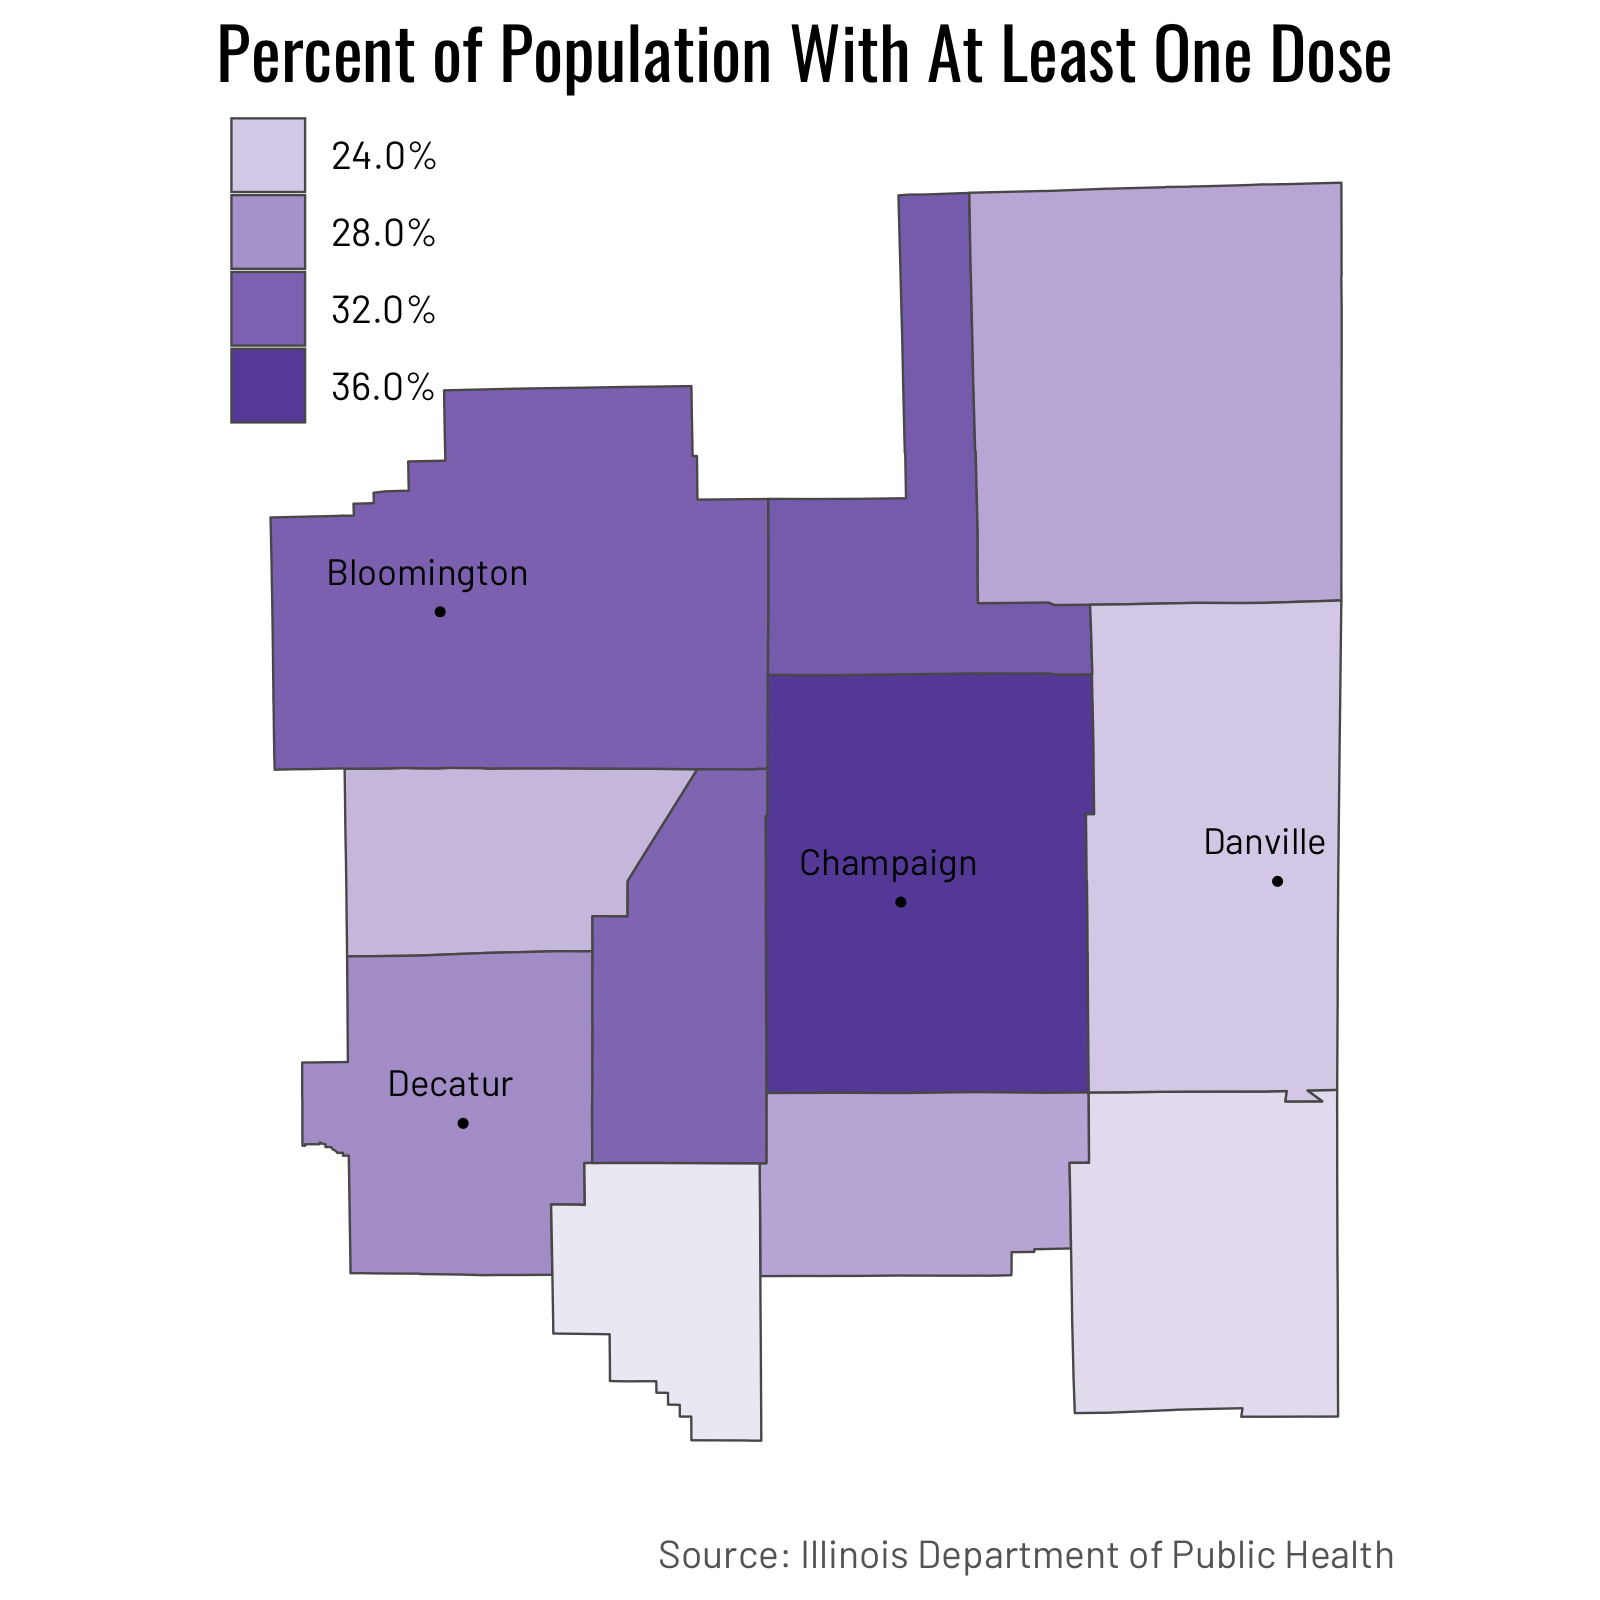 Percent of Population With At Least One Dose
24.0%
28.0%
32.0%
36.0%
Bloomington
Danville
Champaign
Decatur
Source: Illinois Department of Public Health